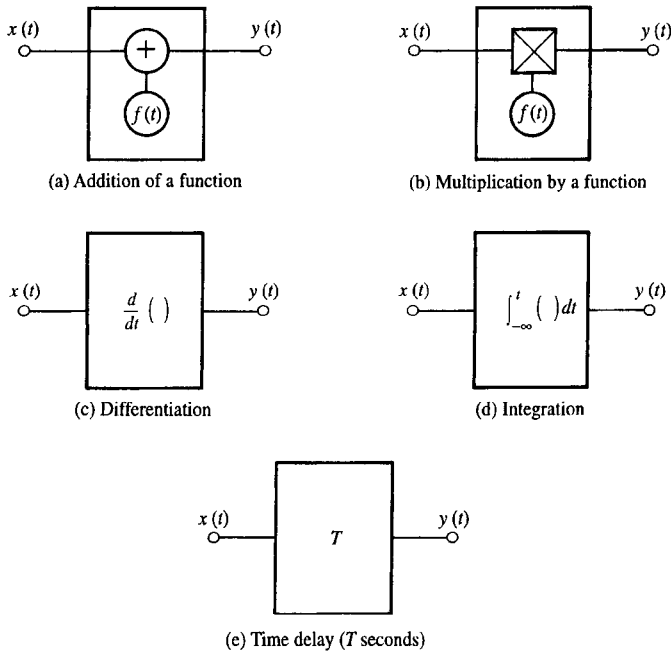 x (t) y (t)
+
f (t)
(a) Addition of a function
x (t) y (t)
f (t)
(b) Multiplication by a function
x (t) y (t)
d/dt ( )
(c) Differentiation
x (t) y (t)
∫_{-∞}^{t} ( ) dt
(d) Integration
x (t) y (t)
T
(e) Time delay (T seconds)